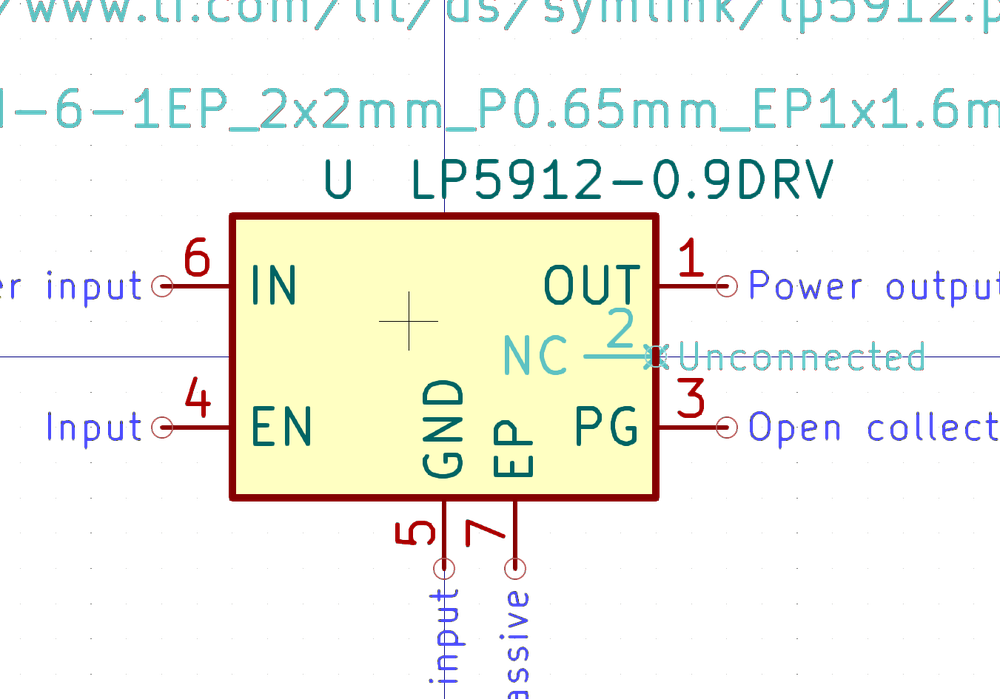 /www.ti.com/lit/ds/symlink/lp5912.p
-6-1EP_2x2mm_P0.65mm_EP1x1.6m
U LP5912-0.9DRV
6 IN OUT 1
er input Power output
NC 2 Unconnected
4 EN PG 3
Input Open collect
GND EP
5 7
input assive